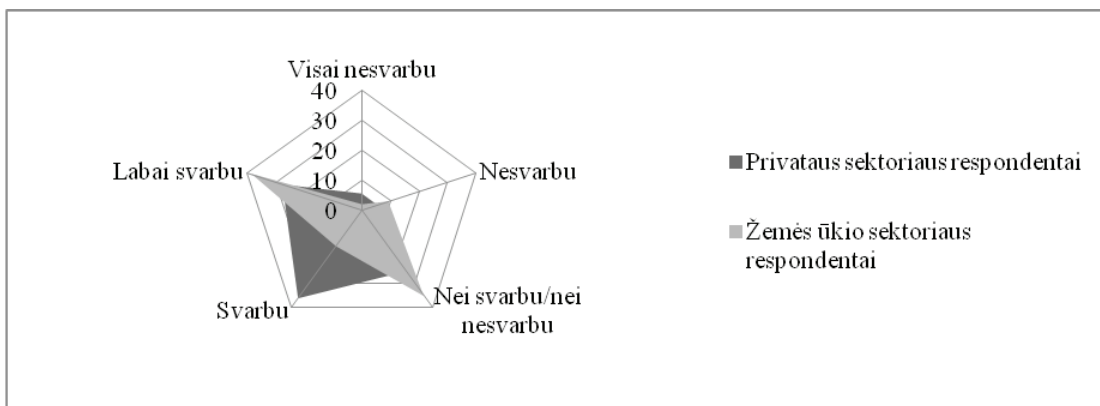 Visai nesvarbu
40
30
20
10
0
Nesvarbu
Nei svarbu/nei
nesvarbu
Svarbu
Labai svarbu
Privataus sektoriaus respondentai
Žemės ūkio sektoriaus
respondentai